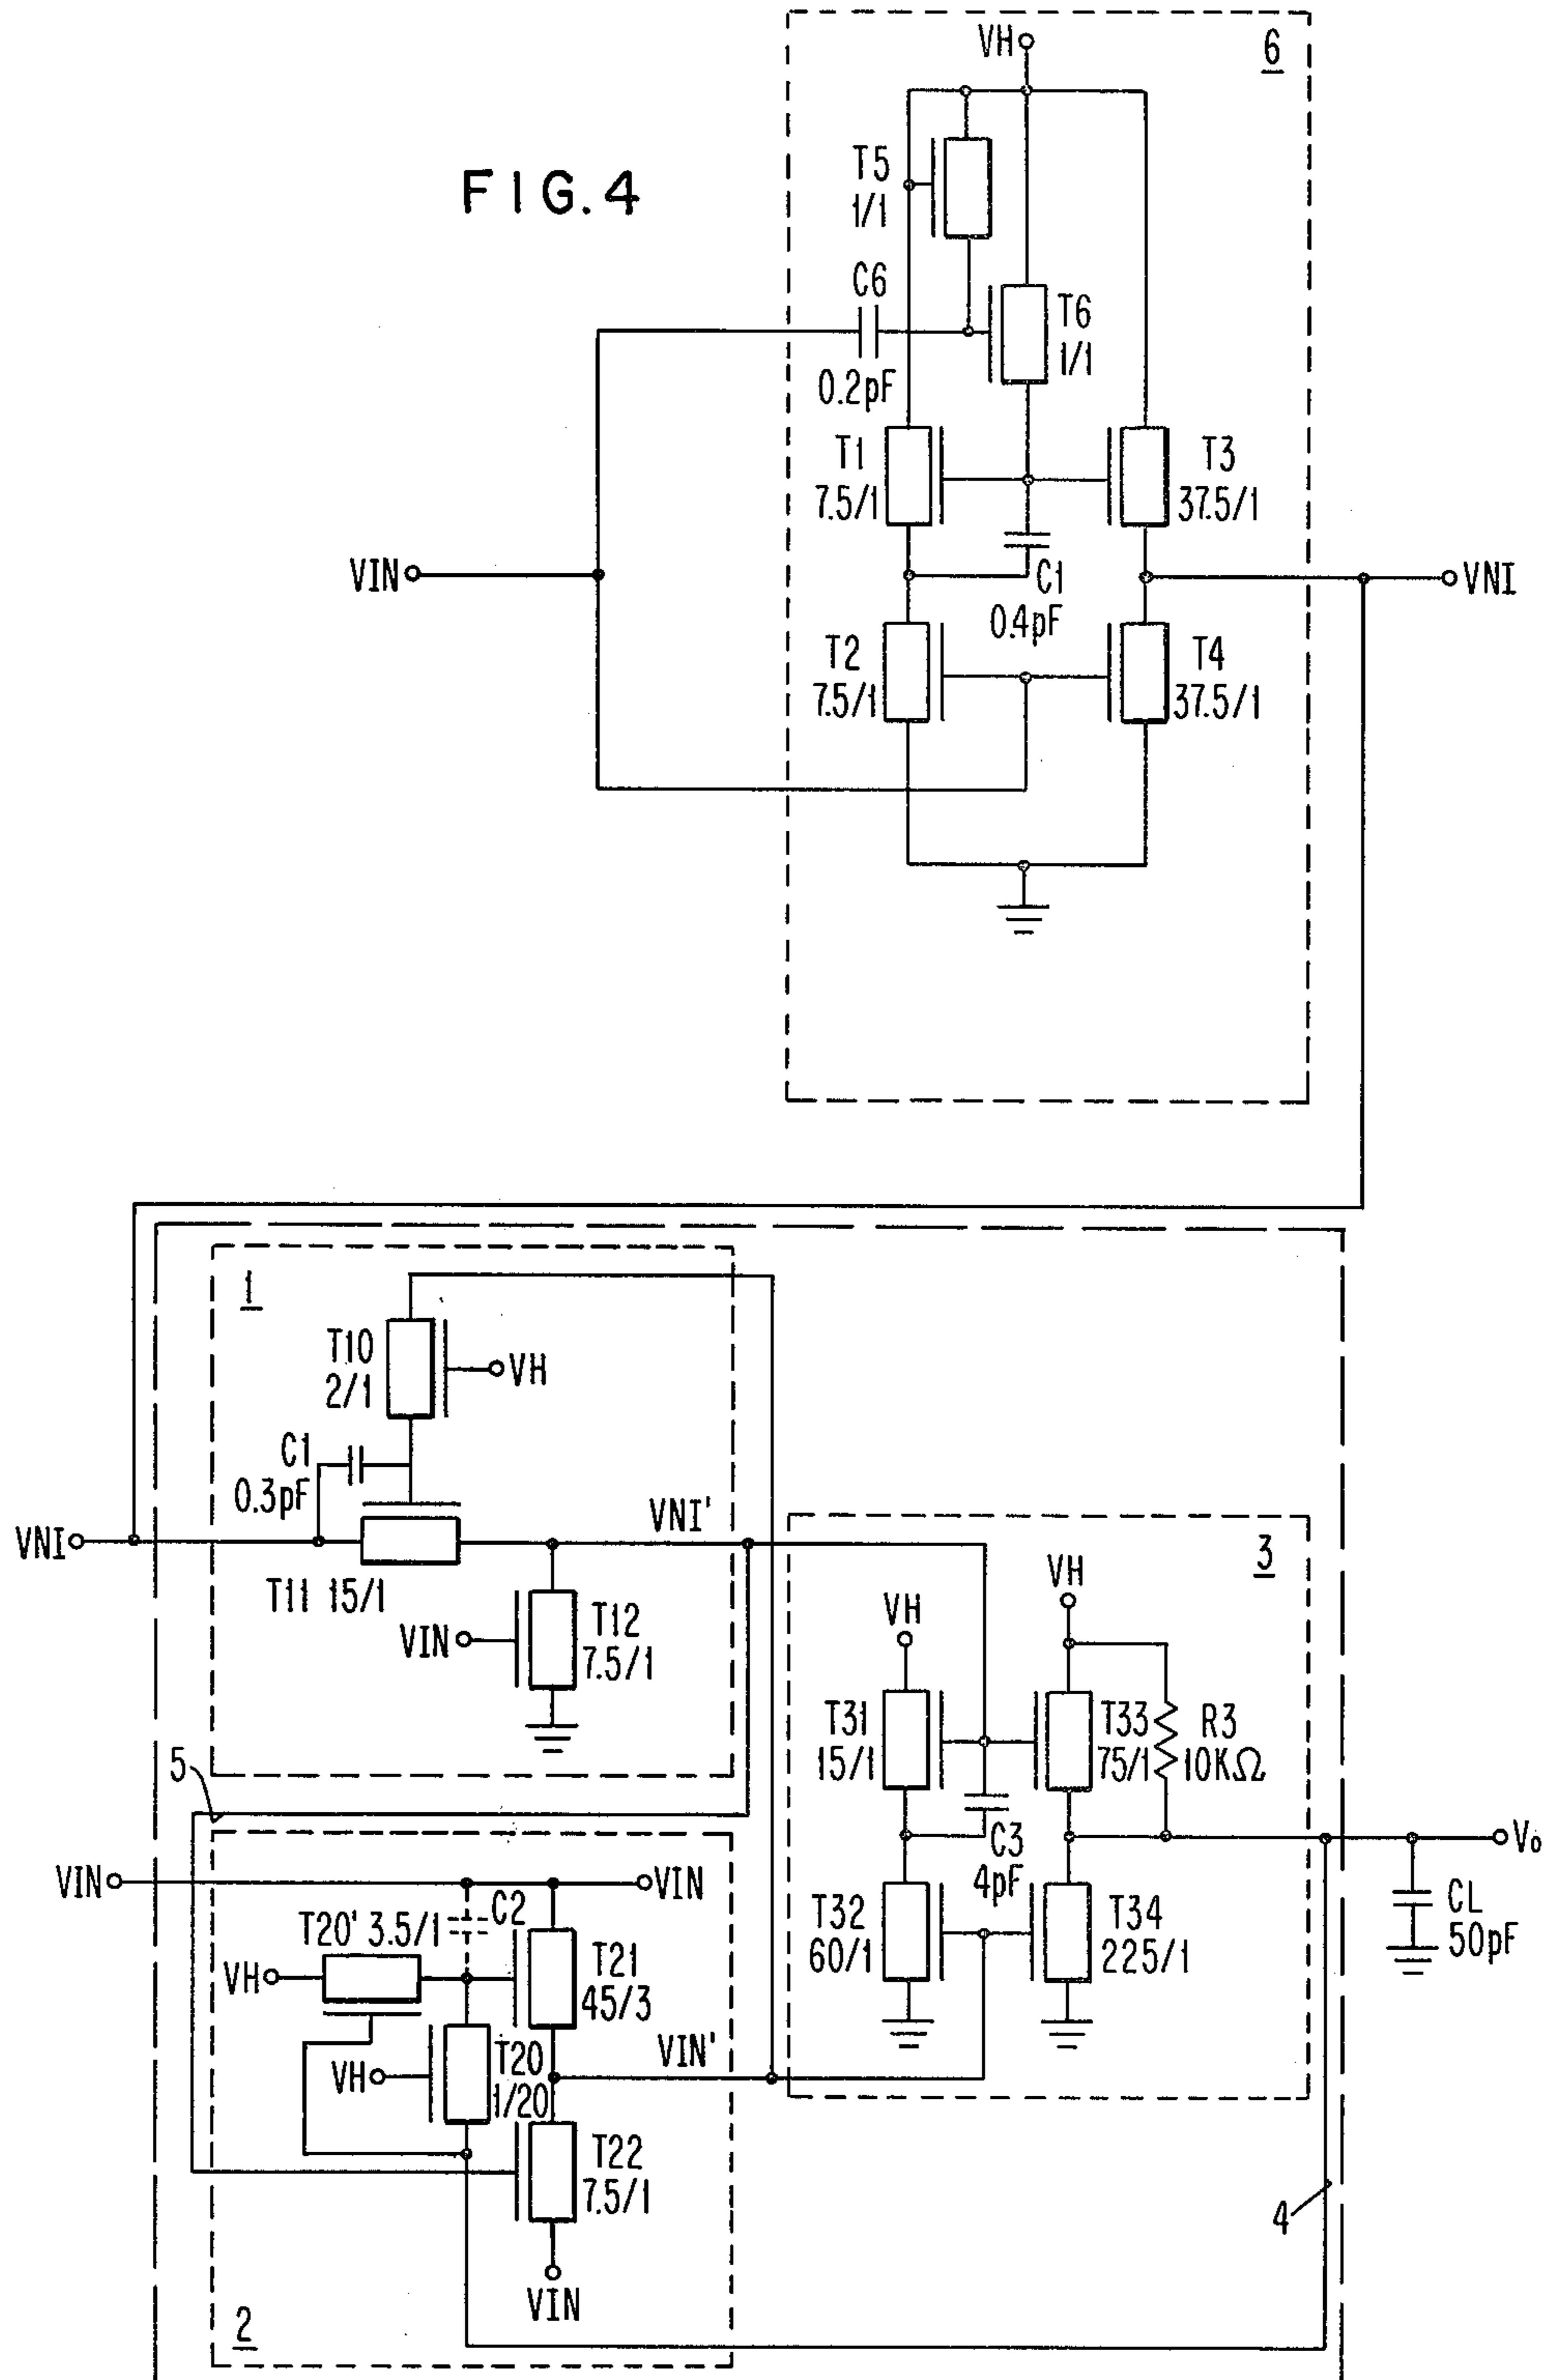 FIG.4
VH
6
T5
1/1
C6
0.2pF
T6
1/1
T1
7.5/1
T3
37.5/1
VIN
C1
0.4pF
VNI
T2
7.5/1
T4
37.5/1
1
T10
2/1
VH
C1
0.3pF
VNI
VNI'
T11 15/1
VIN
T12
7.5/1
3
VH
VH
T31
15/1
T33
75/1
R3
10KΩ
5
C3
4pF
Vo
VIN
VIN
C2
T20' 3.5/1
VH
T21
45/3
T32
60/1
T34
225/1
CL
50pF
VH
T20
1/20
VIN'
T22
7.5/1
4
VIN
2